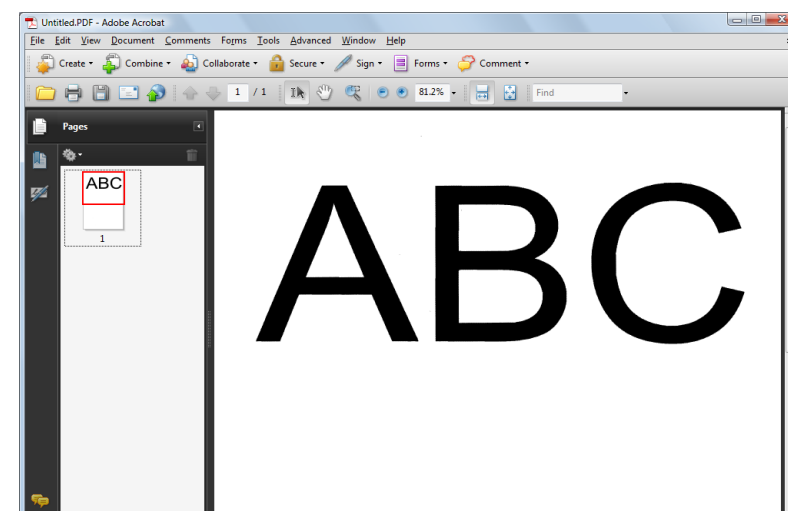 Untitled.PDF - Adobe Acrobat
File Edit View Document Comments Forms Tools Advanced Window Help
Create Combine Collaborate Secure Sign Forms Comment
1 / 1 81.2% Find
Pages
ABC
1
ABC